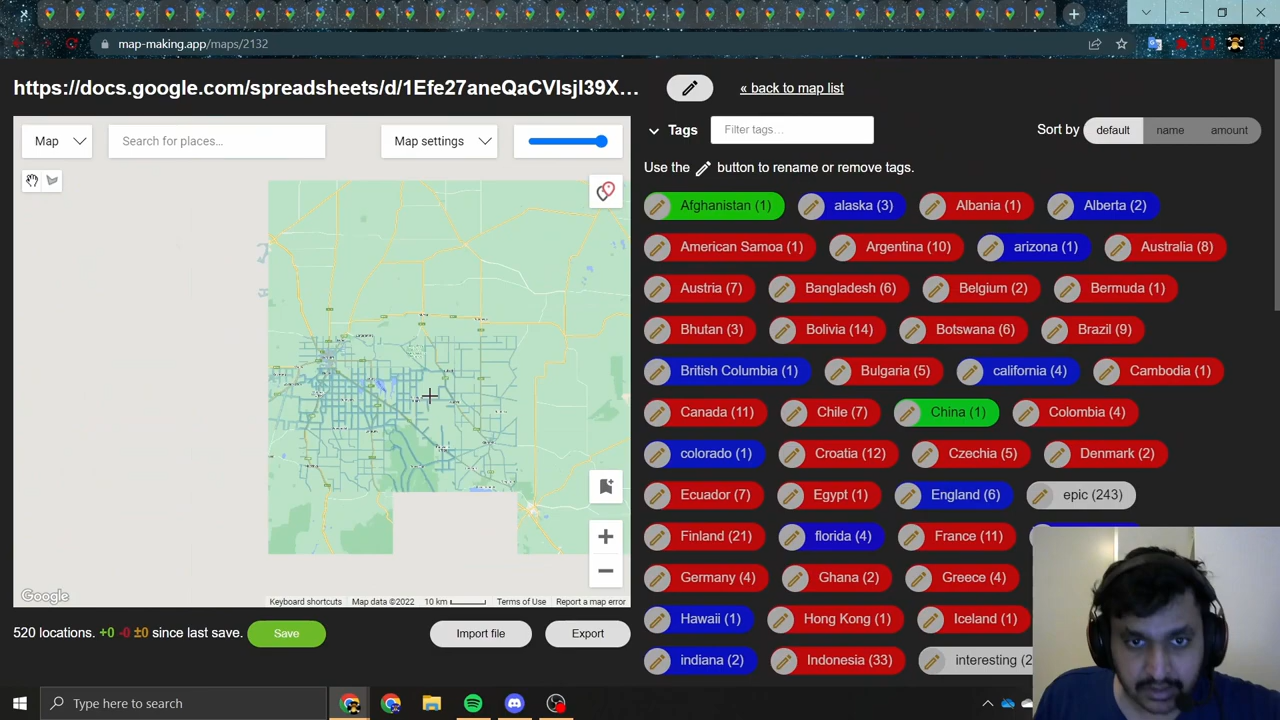 map-making.app/maps/2132
https://docs.google.com/spreadsheets/d/1Efe27aneQaCVIsjI39X…
« back to map list
Map
Search for places…
Map settings
Tags
Filter tags…
Sort by
default
name
amount
Use the button to rename or remove tags.
Afghanistan (1)
alaska (3)
Albania (1)
Alberta (2)
American Samoa (1)
Argentina (10)
arizona (1)
Australia (8)
Austria (7)
Bangladesh (6)
Belgium (2)
Bermuda (1)
Bhutan (3)
Bolivia (14)
Botswana (6)
Brazil (9)
British Columbia (1)
Bulgaria (5)
california (4)
Cambodia (1)
Canada (11)
Chile (7)
China (1)
Colombia (4)
colorado (1)
Croatia (12)
Czechia (5)
Denmark (2)
Ecuador (7)
Egypt (1)
England (6)
epic (243)
Finland (21)
florida (4)
France (11)
Germany (4)
Ghana (2)
Greece (4)
Hawaii (1)
Hong Kong (1)
Iceland (1)
indiana (2)
Indonesia (33)
interesting (2
Google
Keyboard shortcuts
Map data ©2022
10 km
Terms of Use
Report a map error
520 locations. +0 -0 ±0 since last save.
Save
Import file
Export
Type here to search